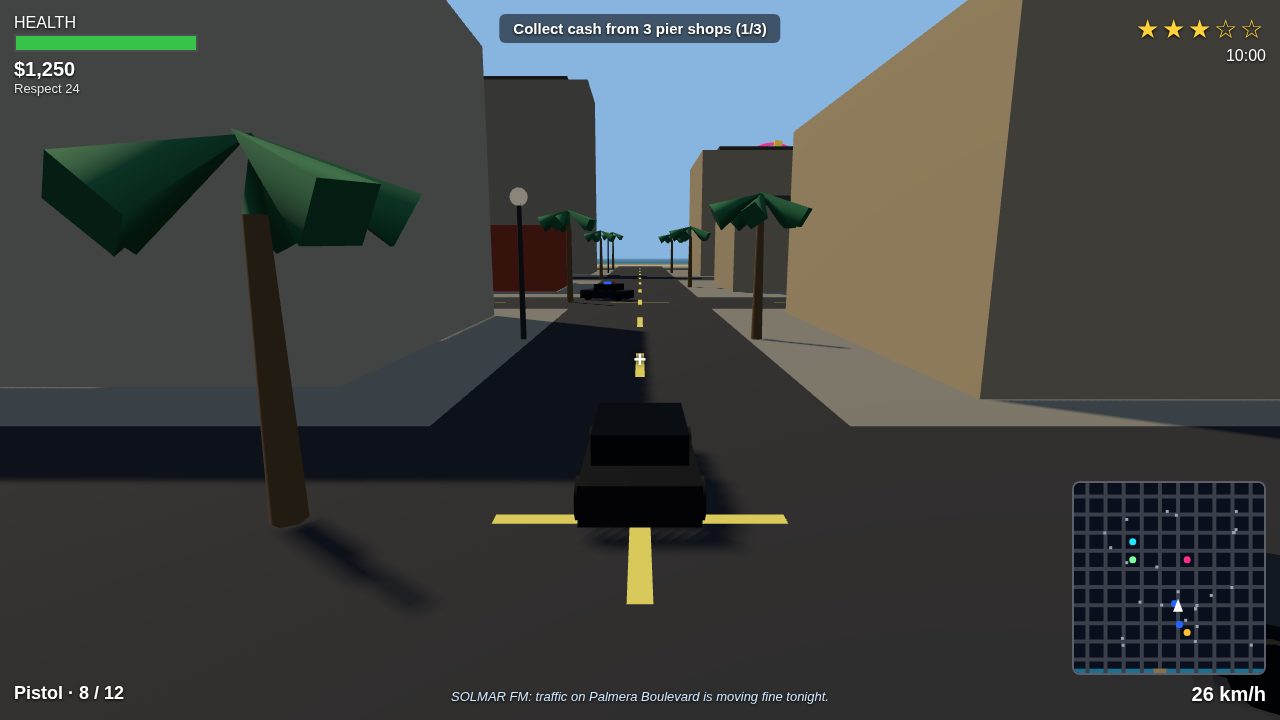 HEALTH
$1,250
Respect 24
Collect cash from 3 pier shops (1/3)
★★★☆☆
10:00
Pistol · 8 / 12
SOLMAR FM: traffic on Palmera Boulevard is moving fine tonight.
26 km/h